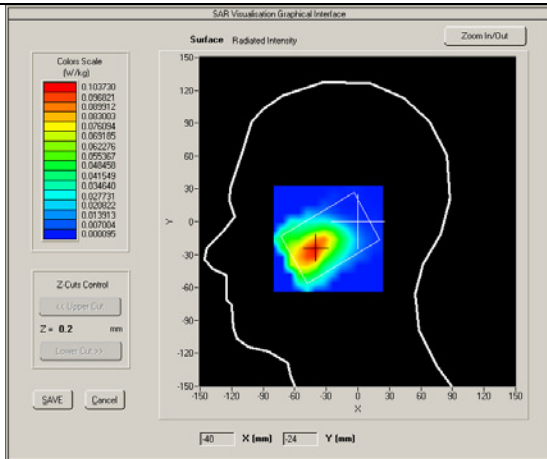 SAR Visualisation Graphical Interface
Surface Radiated Intensity
Zoom In/Out
Colors Scale
(W/kg)
0.103730
0.096821
0.089912
0.083003
0.076094
0.069185
0.062276
0.055367
0.048458
0.041549
0.034640
0.027731
0.020822
0.013913
0.007004
0.000095
Z-Cuts Control
<< Upper Cut
Z = 0.2 mm
Lower Cut >>
SAVE Cancel
Y
150
120
90
60
30
0
-30
-60
-90
-120
-150
-150 -120 -90 -60 -30 0 30 60 90 120 150
X
-40 X (mm) -24 Y (mm)